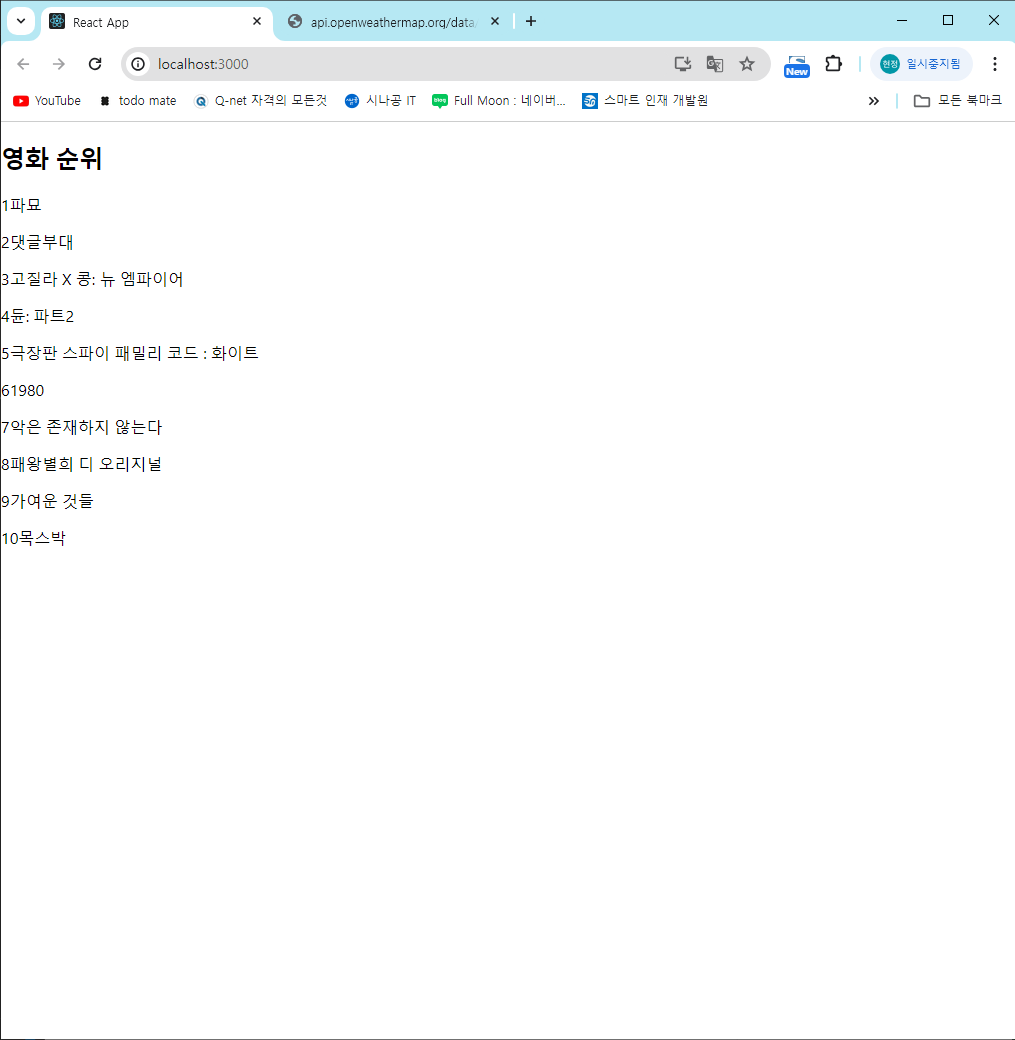 React App
api.openweathermap.org/data
localhost:3000
New
현정 일시중지됨
YouTube
todo mate
Q-net 자격의 모든것
시나공 IT
blog
Full Moon : 네이버...
스마트 인재 개발원
모든 북마크
영화 순위
1파묘
2댓글부대
3고질라 X 콩: 뉴 엠파이어
4듄: 파트2
5극장판 스파이 패밀리 코드 : 화이트
61980
7악은 존재하지 않는다
8패왕별희 디 오리지널
9가여운 것들
10목스박